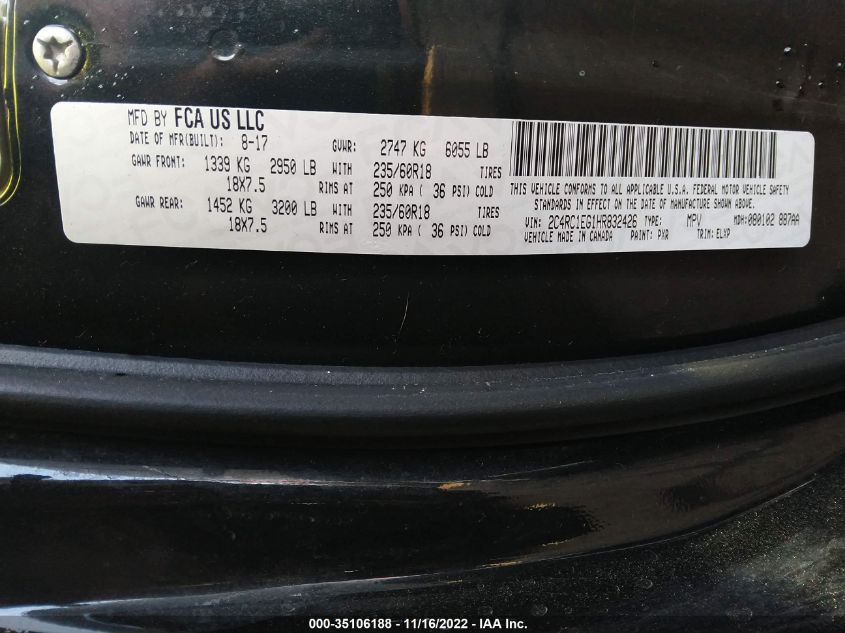 MFD BY FCA US LLC
DATE OF MFR(BUILT): 8-17 GVWR: 2747 KG 6055 LB
GAWR FRONT: 1339 KG 2950 LB WITH 235/60R18 TIRES
18X7.5 RIMS AT 250 KPA ( 36 PSI) COLD
GAWR REAR: 1452 KG 3200 LB WITH 235/60R18 TIRES
18X7.5 RIMS AT 250 KPA ( 36 PSI) COLD
THIS VEHICLE CONFORMS TO ALL APPLICABLE U.S.A. FEDERAL MOTOR VEHICLE SAFETY
STANDARDS IN EFFECT ON THE DATE OF MANUFACTURE SHOWN ABOVE.
VIN: 2C4RC1EG1HR832426 TYPE: MPV MDH:080102 887AA
VEHICLE MADE IN CANADA PAINT: PXR TRIM: ELXP
000-35106188 - 11/16/2022 - IAA Inc.